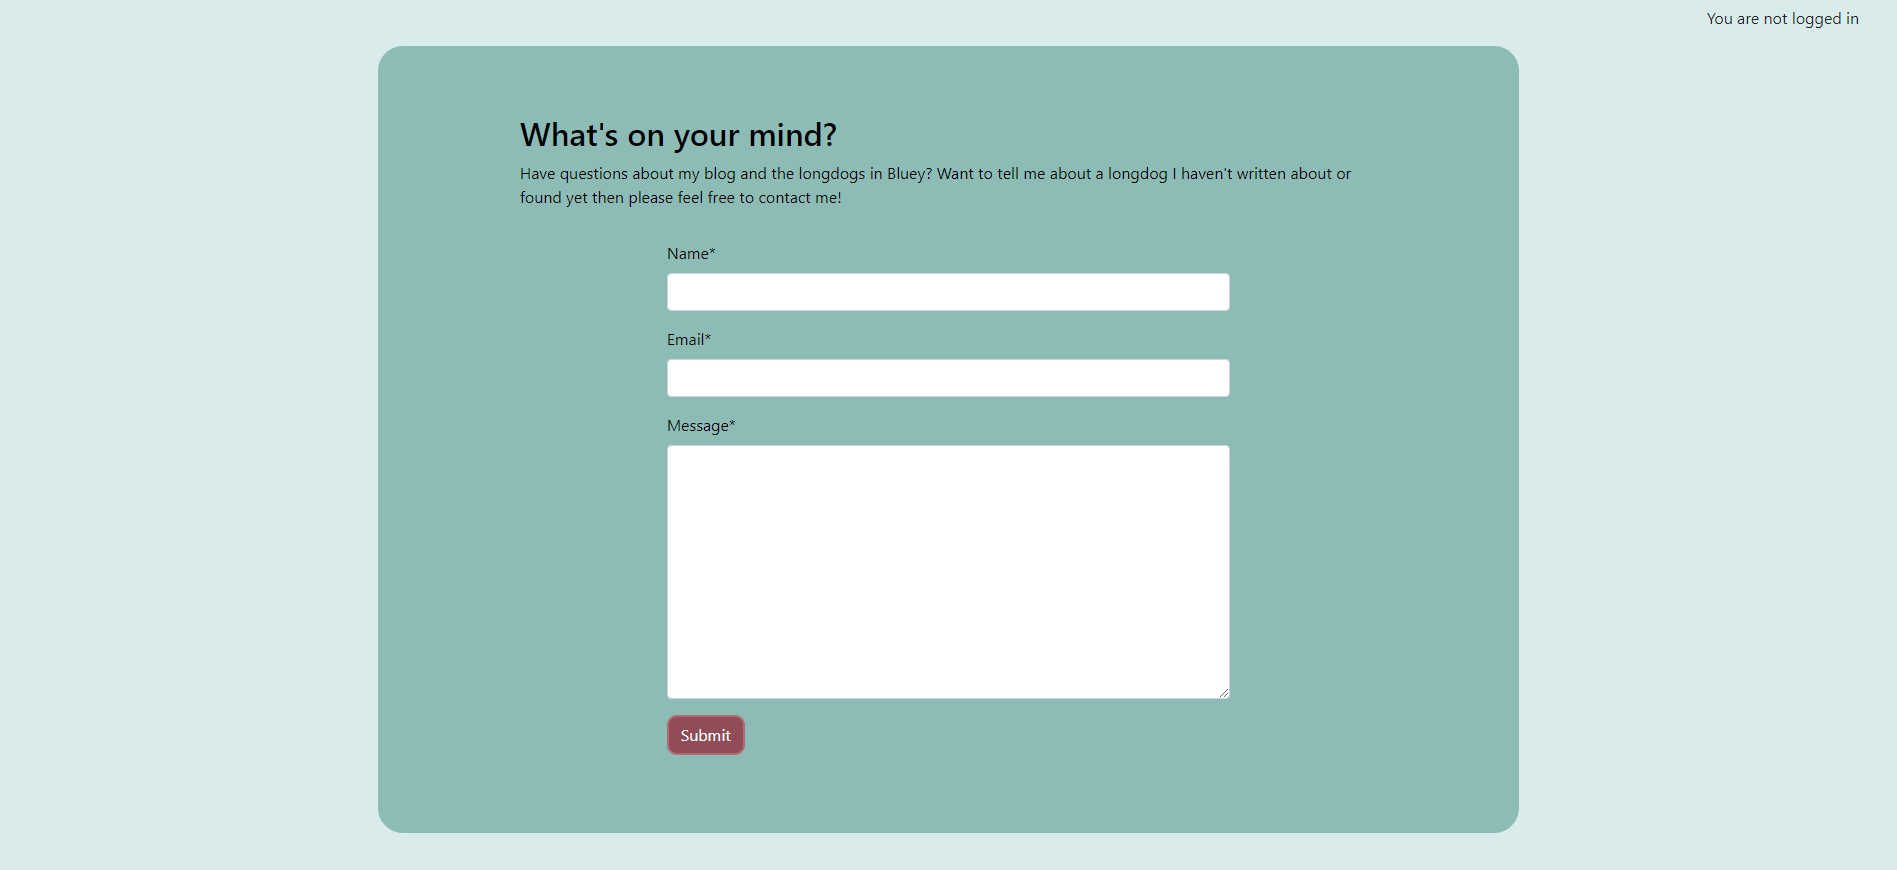 You are not logged in
What's on your mind?
Have questions about my blog and the longdogs in Bluey? Want to tell me about a longdog I haven't written about or
found yet then please feel free to contact me!
Name*
Email*
Message*
Submit